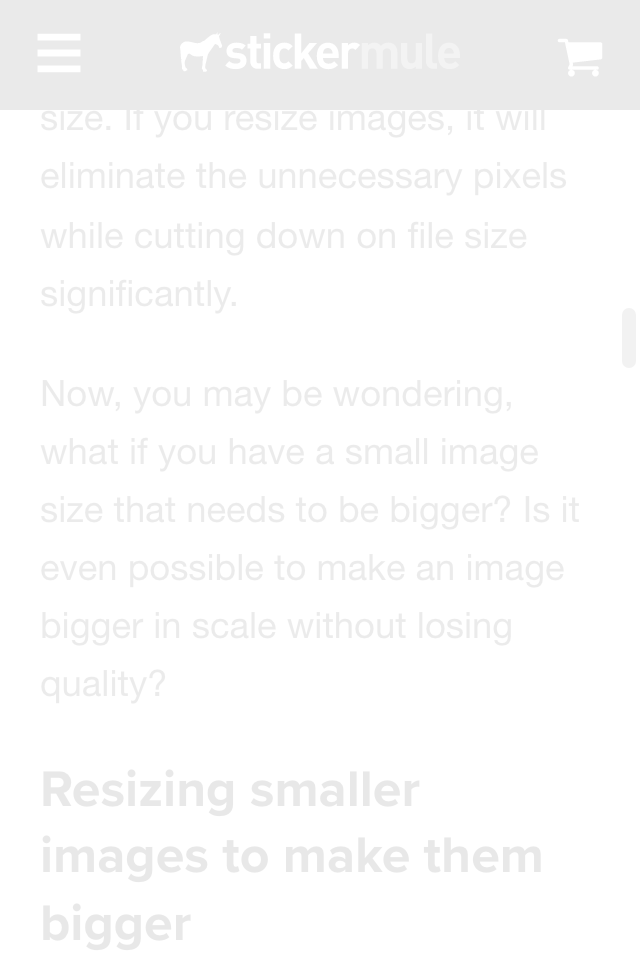 stickermule
size. If you resize images, it will
eliminate the unnecessary pixels
while cutting down on file size
significantly.
Now, you may be wondering,
what if you have a small image
size that needs to be bigger? Is it
even possible to make an image
bigger in scale without losing
quality?
Resizing smaller
images to make them
bigger